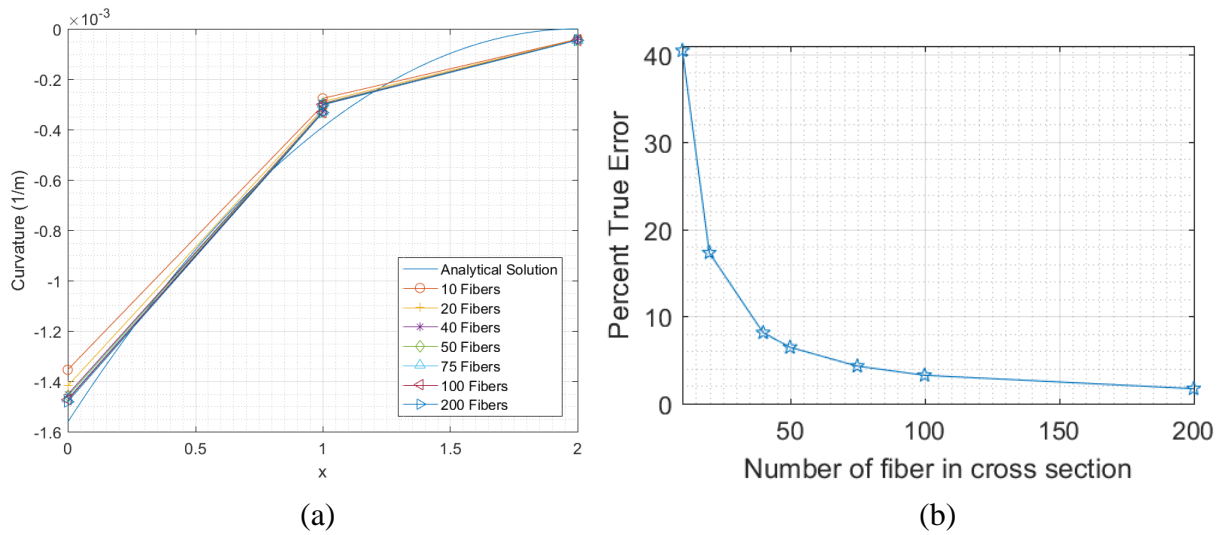 ×10⁻³
0
-0.2
-0.4
-0.6
-0.8
-1
-1.2
-1.4
-1.6
Curvature (1/m)
0
0.5
1
1.5
2
x
Analytical Solution
10 Fibers
20 Fibers
40 Fibers
50 Fibers
75 Fibers
100 Fibers
200 Fibers
(a)
40
30
20
10
0
Percent True Error
50
100
150
200
Number of fiber in cross section
(b)